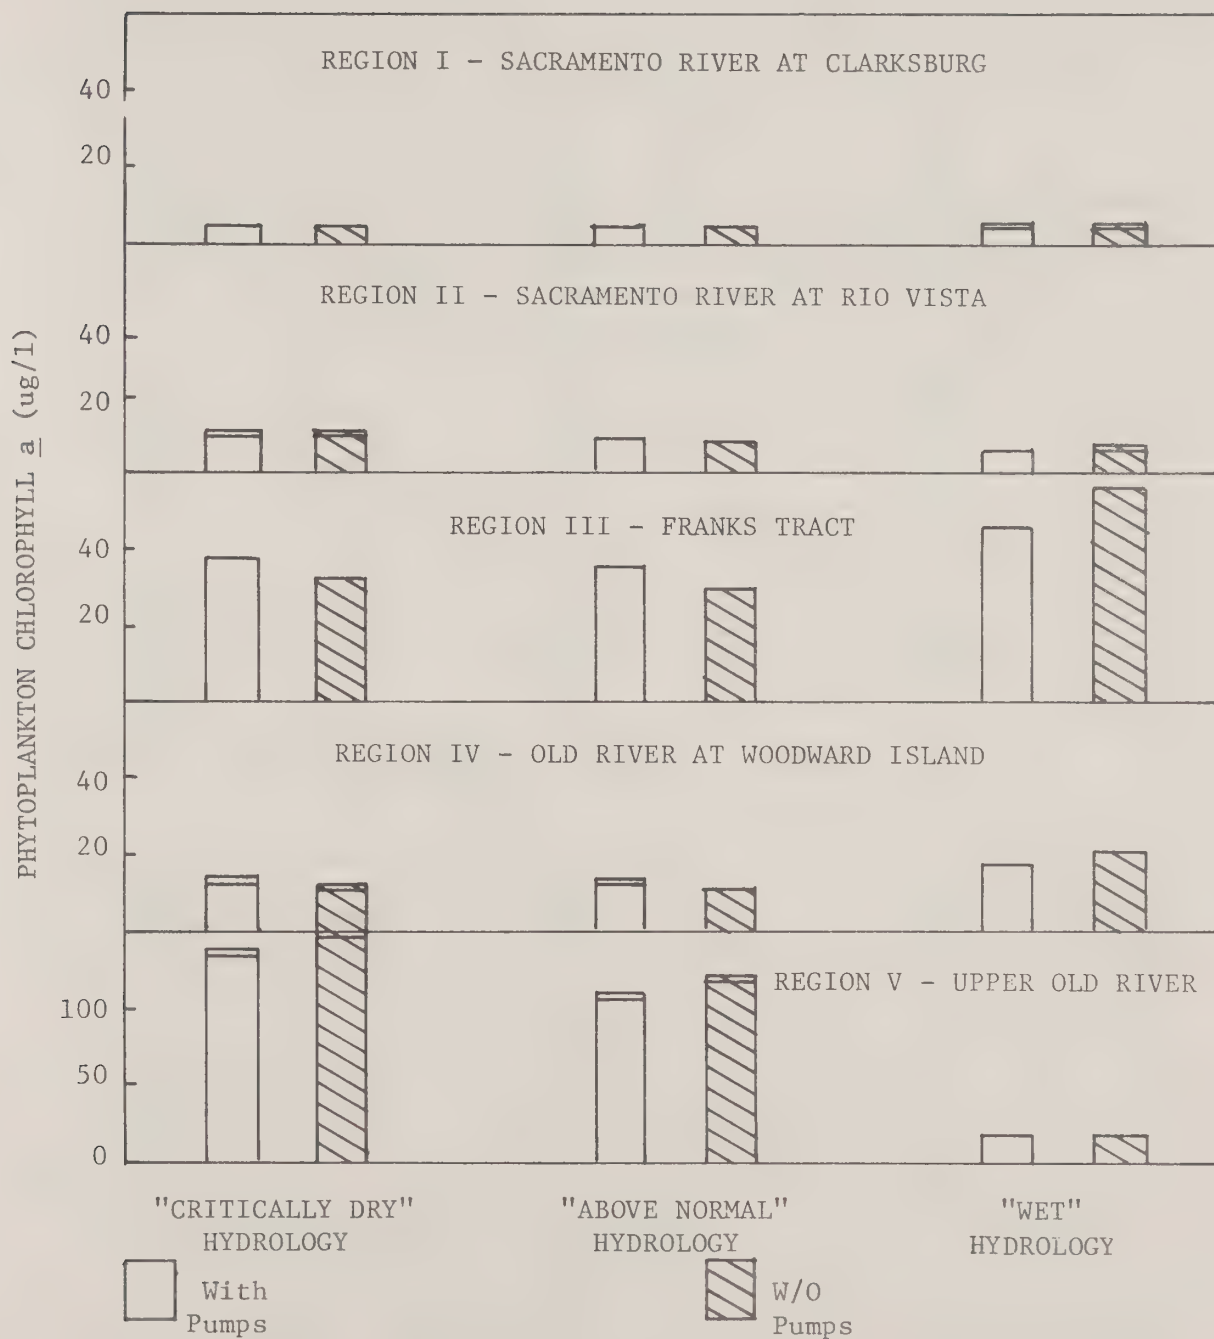 REGION I - SACRAMENTO RIVER AT CLARKSBURG
40
20
REGION II - SACRAMENTO RIVER AT RIO VISTA
40
20
REGION III - FRANKS TRACT
40
20
REGION IV - OLD RIVER AT WOODWARD ISLAND
40
20
REGION V - UPPER OLD RIVER
100
50
0
PHYTOPLANKTON CHLOROPHYLL a (ug/l)
"CRITICALLY DRY" HYDROLOGY
"ABOVE NORMAL" HYDROLOGY
"WET" HYDROLOGY
With Pumps
W/O Pumps